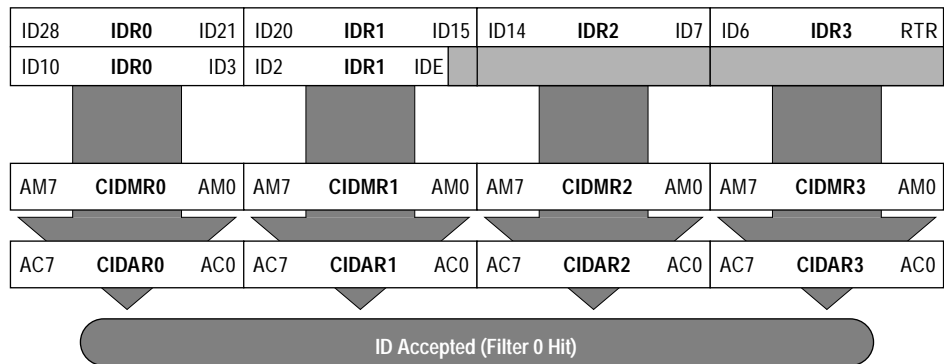 ID28 IDR0 ID21 ID20 IDR1 ID15 ID14 IDR2 ID7 ID6 IDR3 RTR
ID10 IDR0 ID3 ID2 IDR1 IDE
AM7 CIDMR0 AM0 AM7 CIDMR1 AM0 AM7 CIDMR2 AM0 AM7 CIDMR3 AM0
AC7 CIDAR0 AC0 AC7 CIDAR1 AC0 AC7 CIDAR2 AC0 AC7 CIDAR3 AC0
ID Accepted (Filter 0 Hit)